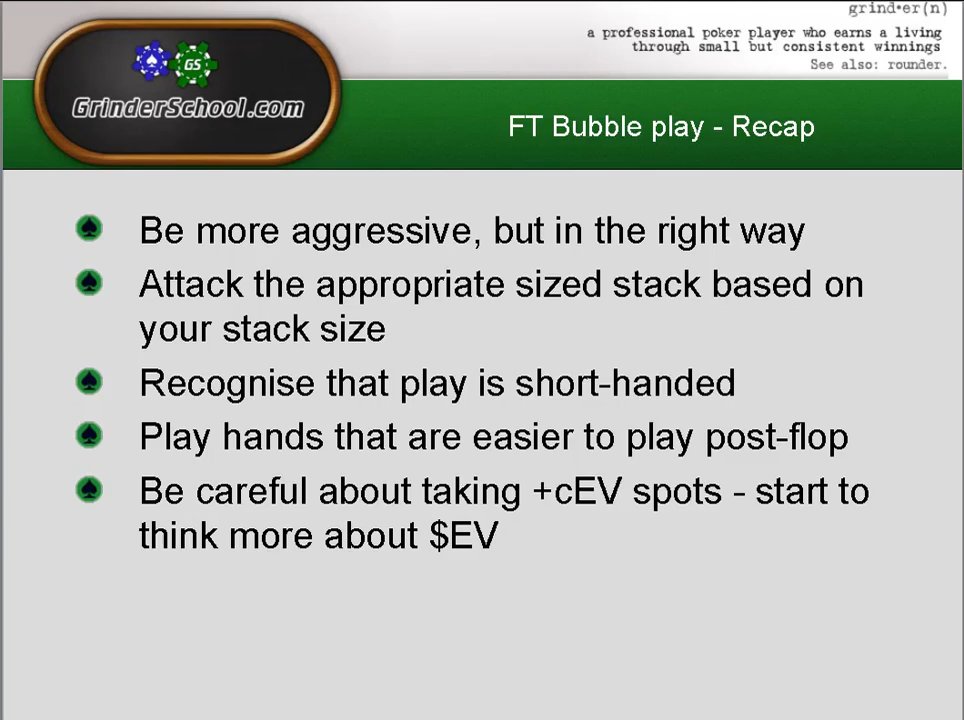 grind•er(n)
a professional poker player who earns a living
through small but consistent winnings
See also: rounder.
GS
GrinderSchool.com
FT Bubble play - Recap
Be more aggressive, but in the right way
Attack the appropriate sized stack based on
your stack size
Recognise that play is short-handed
Play hands that are easier to play post-flop
Be careful about taking +cEV spots - start to
think more about $EV